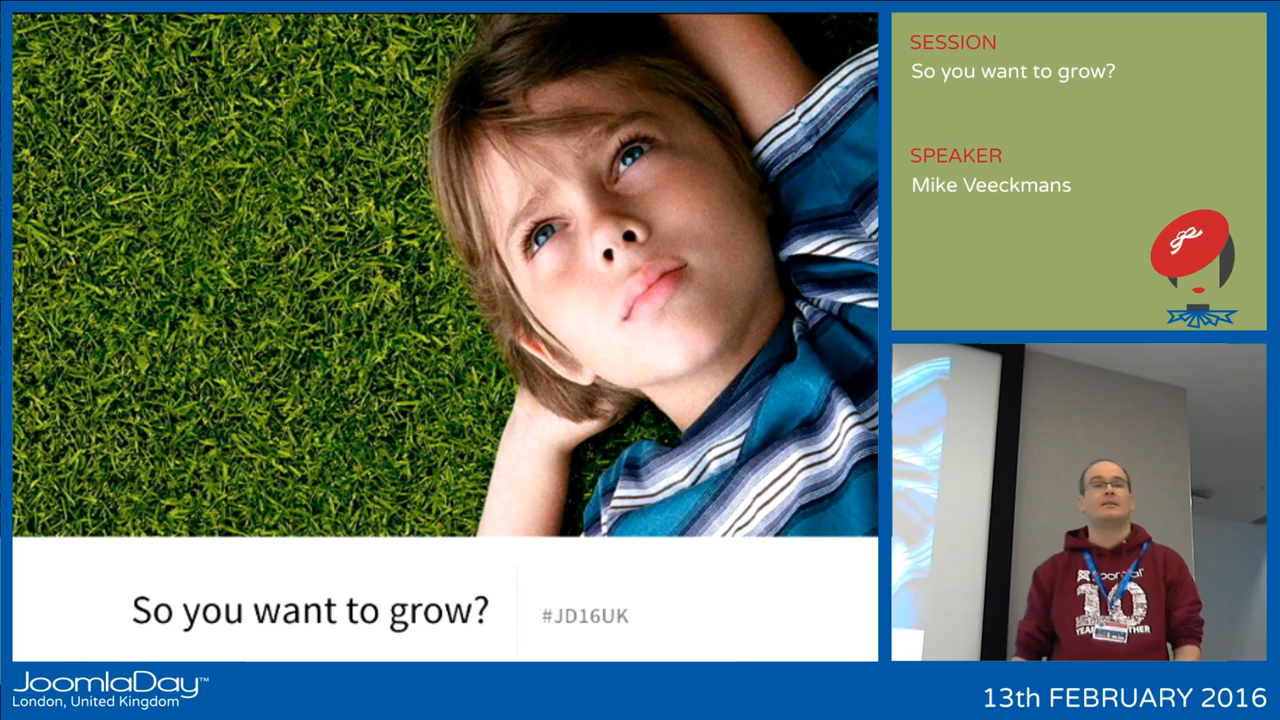 SESSION
So you want to grow?
SPEAKER
Mike Veeckmans
So you want to grow?
#JD16UK
10
JoomlaDay™
London, United Kingdom
13th FEBRUARY 2016